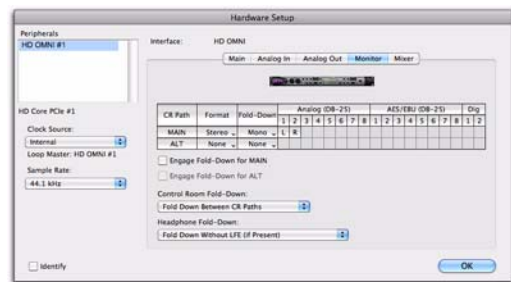 Hardware Setup
Peripherals
HD OMNI #1
Interface: HD OMNI
Main Analog In Analog Out Monitor Mixer
HD Core PCIe #1
Clock Source:
Internal
Loop Master: HD OMNI #1
Sample Rate:
44.1 kHz
CR Path Format Fold-Down Analog (DB-25) AES/EBU (DB-25) Dig
1 2 3 4 5 6 7 8 1 2 3 4 5 6 7 8 1 2
MAIN Stereo Mono L R
ALT None None
Engage Fold-Down for MAIN
Engage Fold-Down for ALT
Control Room Fold-Down:
Fold Down Between CR Paths
Headphone Fold-Down:
Fold Down Without LFE (If Present)
Identify
OK